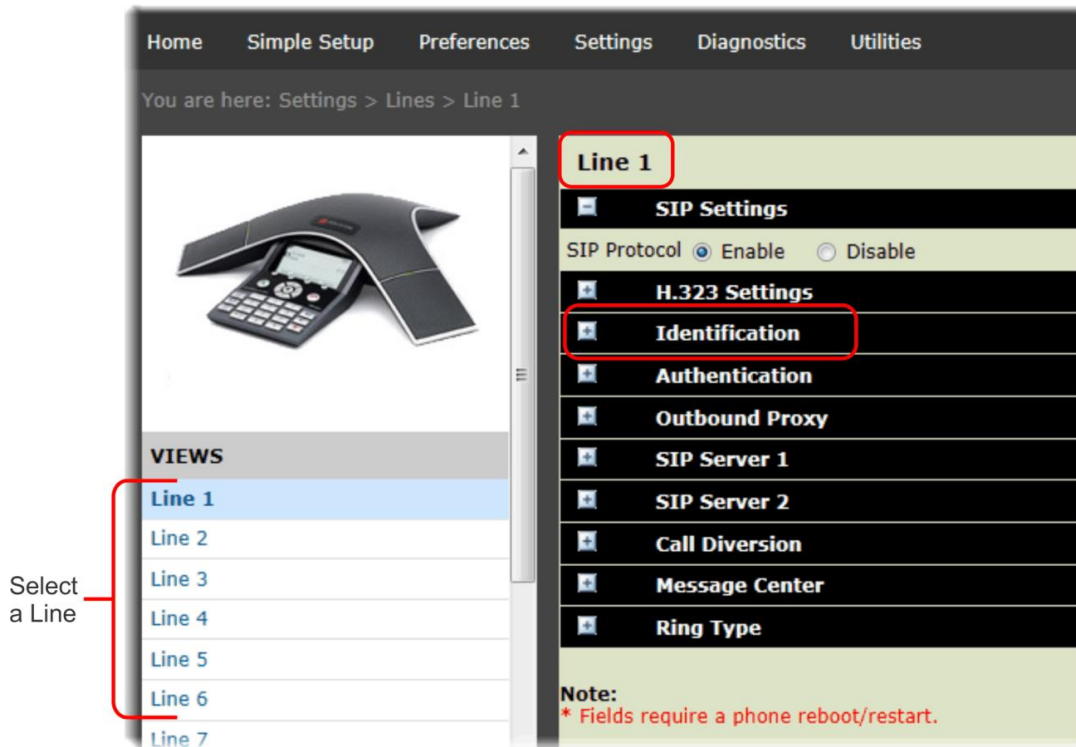 Home Simple Setup Preferences Settings Diagnostics Utilities
You are here: Settings > Lines > Line 1
VIEWS
Line 1
Line 2
Line 3
Line 4
Line 5
Line 6
Line 7
Select
a Line
Line 1
SIP Settings
SIP Protocol Enable Disable
H.323 Settings
Identification
Authentication
Outbound Proxy
SIP Server 1
SIP Server 2
Call Diversion
Message Center
Ring Type
Note:
* Fields require a phone reboot/restart.